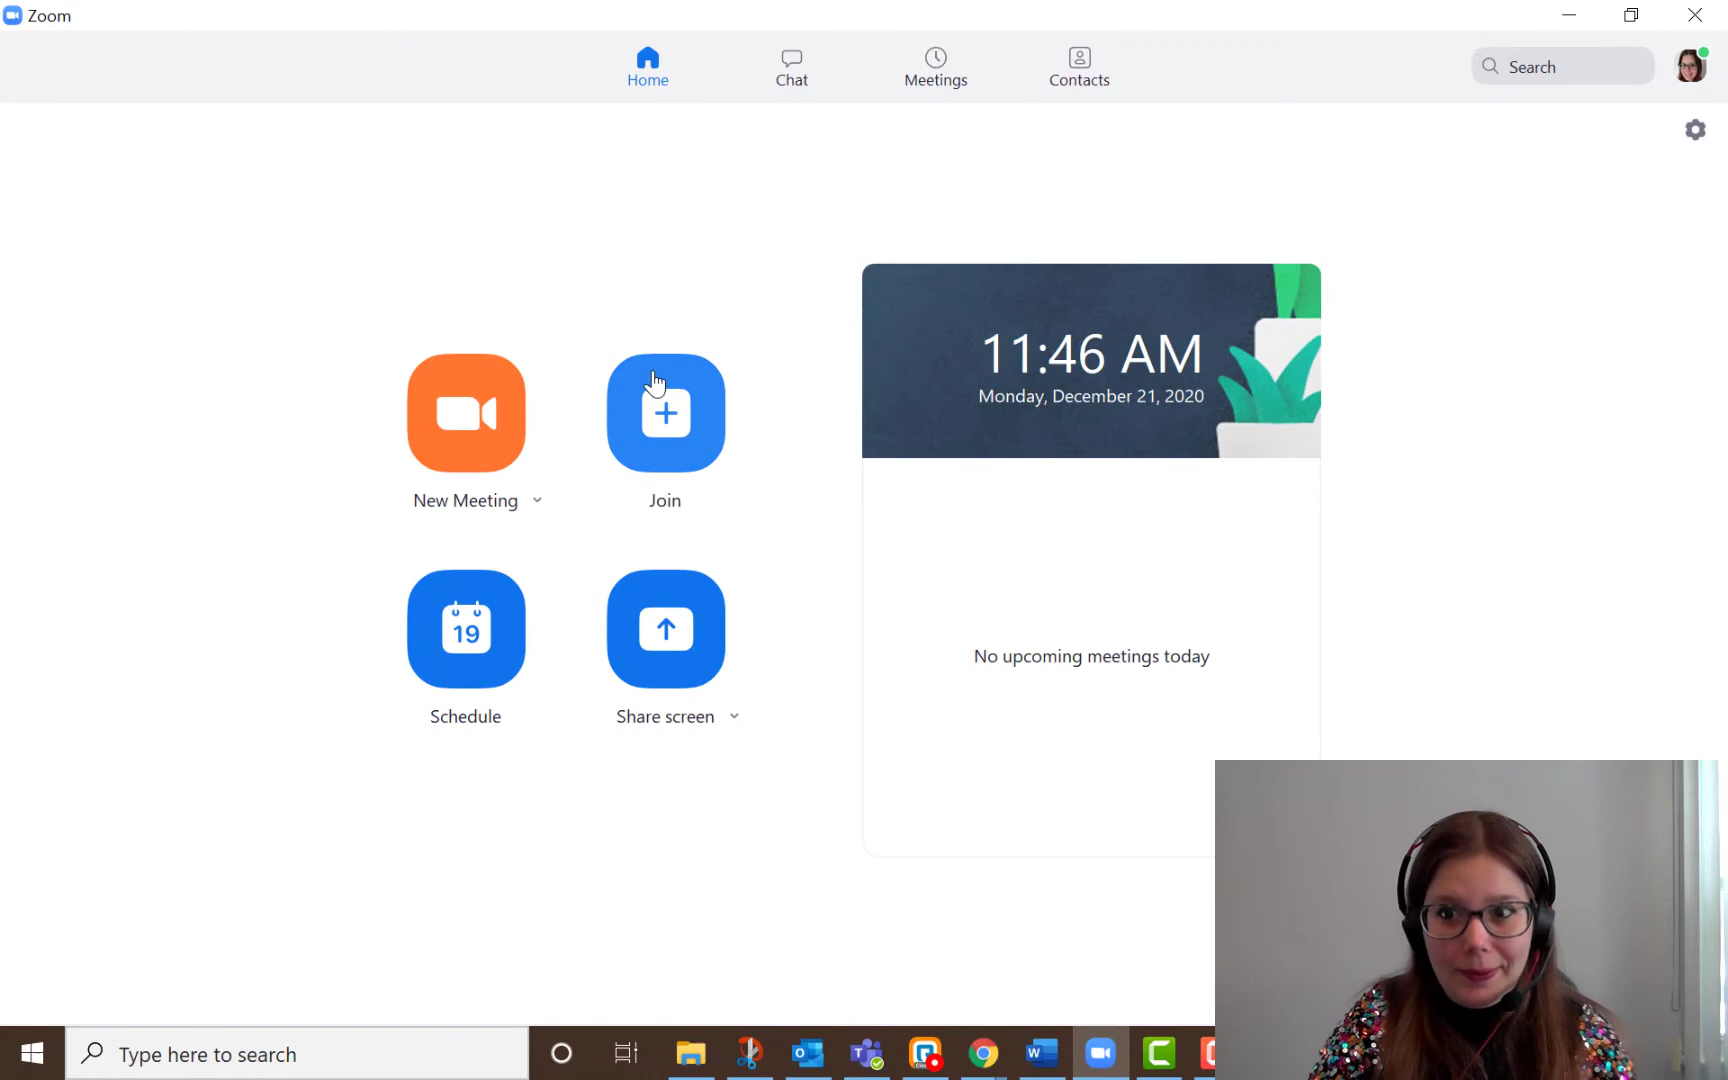 Zoom
Home
Chat
Meetings
Contacts
Search
11:46 AM
Monday, December 21, 2020
New Meeting
Join
19
Schedule
Share screen
No upcoming meetings today
Type here to search